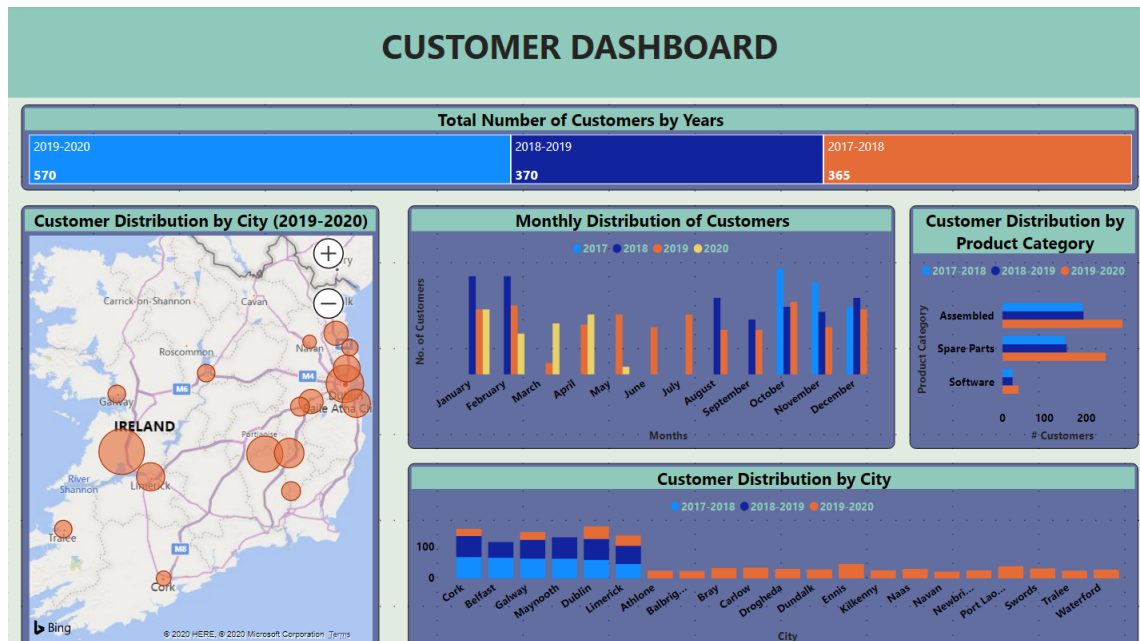 CUSTOMER DASHBOARD
Total Number of Customers by Years
2019-2020
570
2018-2019
370
2017-2018
365
Customer Distribution by City (2019-2020)
Carrick-on-Shannon
Cavan
Roscommon
Navan
M4
M6
Galway
IRELAND
Portlaoise
River
Shannon
Limerick
Tralee
M8
Cork
Bing
© 2020 HERE, © 2020 Microsoft Corporation Terms
Monthly Distribution of Customers
2017 2018 2019 2020
No. of Customers
January
February
March
April
May
June
July
August
September
October
November
December
Months
Customer Distribution by
Product Category
2017-2018 2018-2019 2019-2020
Product Category
Assembled
Spare Parts
Software
0 100 200
# Customers
Customer Distribution by City
2017-2018 2018-2019 2019-2020
100
0
Cork
Belfast
Galway
Maynooth
Dublin
Limerick
Athlone
Balbrig...
Bray
Carlow
Drogheda
Dundalk
Ennis
Kilkenny
Naas
Navan
Newbri...
Port Lao...
Swords
Tralee
Waterford
City